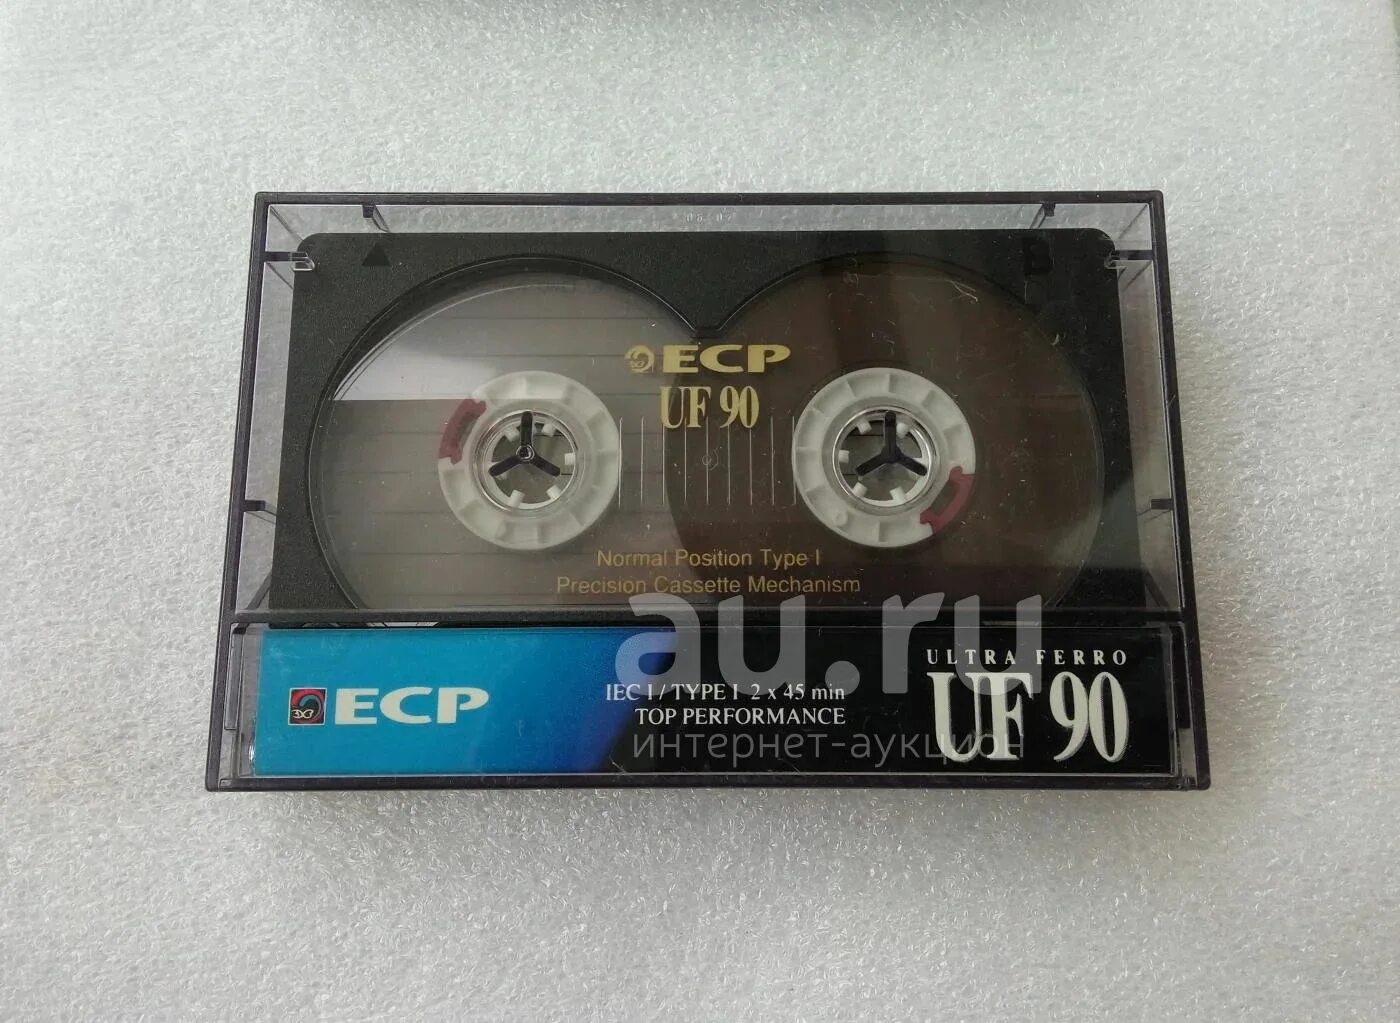 B
ECP
UF 90
Normal Position Type I
Precision Cassette Mechanism
au.ru
ULTRA FERRO
ECP
IEC I / TYPE I 2 x 45 min
UF 90
TOP PERFORMANCE
интернет-аукцион